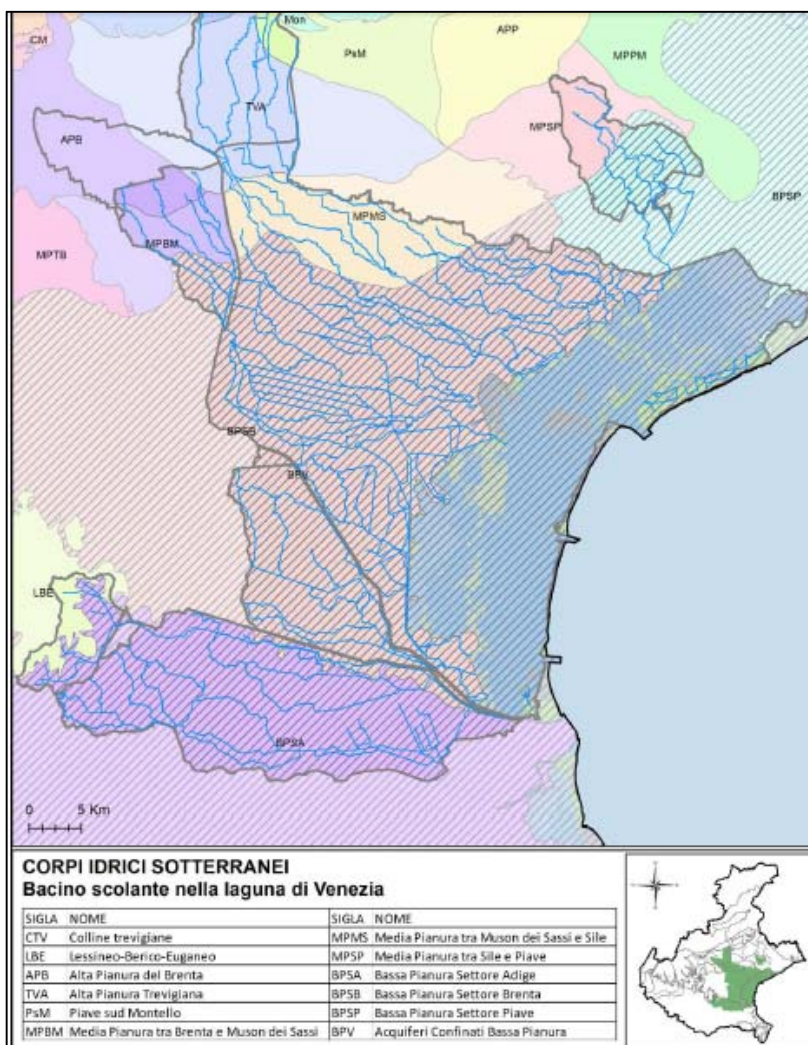 Mon
CM
PsM
APP
MPPM
TVA
APB
MPSP
BPSP
MPMS
MPBM
MPTB
BPSB
BPV
LBE
BPSA
0 5 Km
CORPI IDRICI SOTTERRANEI
Bacino scolante nella laguna di Venezia
SIGLA NOME SIGLA NOME
CTV Colline trevigiane MPMS Media Pianura tra Muson dei Sassi e Sile
LBE Lessineo-Berico-Euganeo MPSP Media Pianura tra Sile e Piave
APB Alta Pianura del Brenta BPSA Bassa Pianura Settore Adige
TVA Alta Pianura Trevigiana BPSB Bassa Pianura Settore Brenta
PsM Piave sud Montello BPSP Bassa Pianura Settore Piave
MPBM Media Pianura tra Brenta e Muson dei Sassi BPV Acquiferi Confinati Bassa Pianura